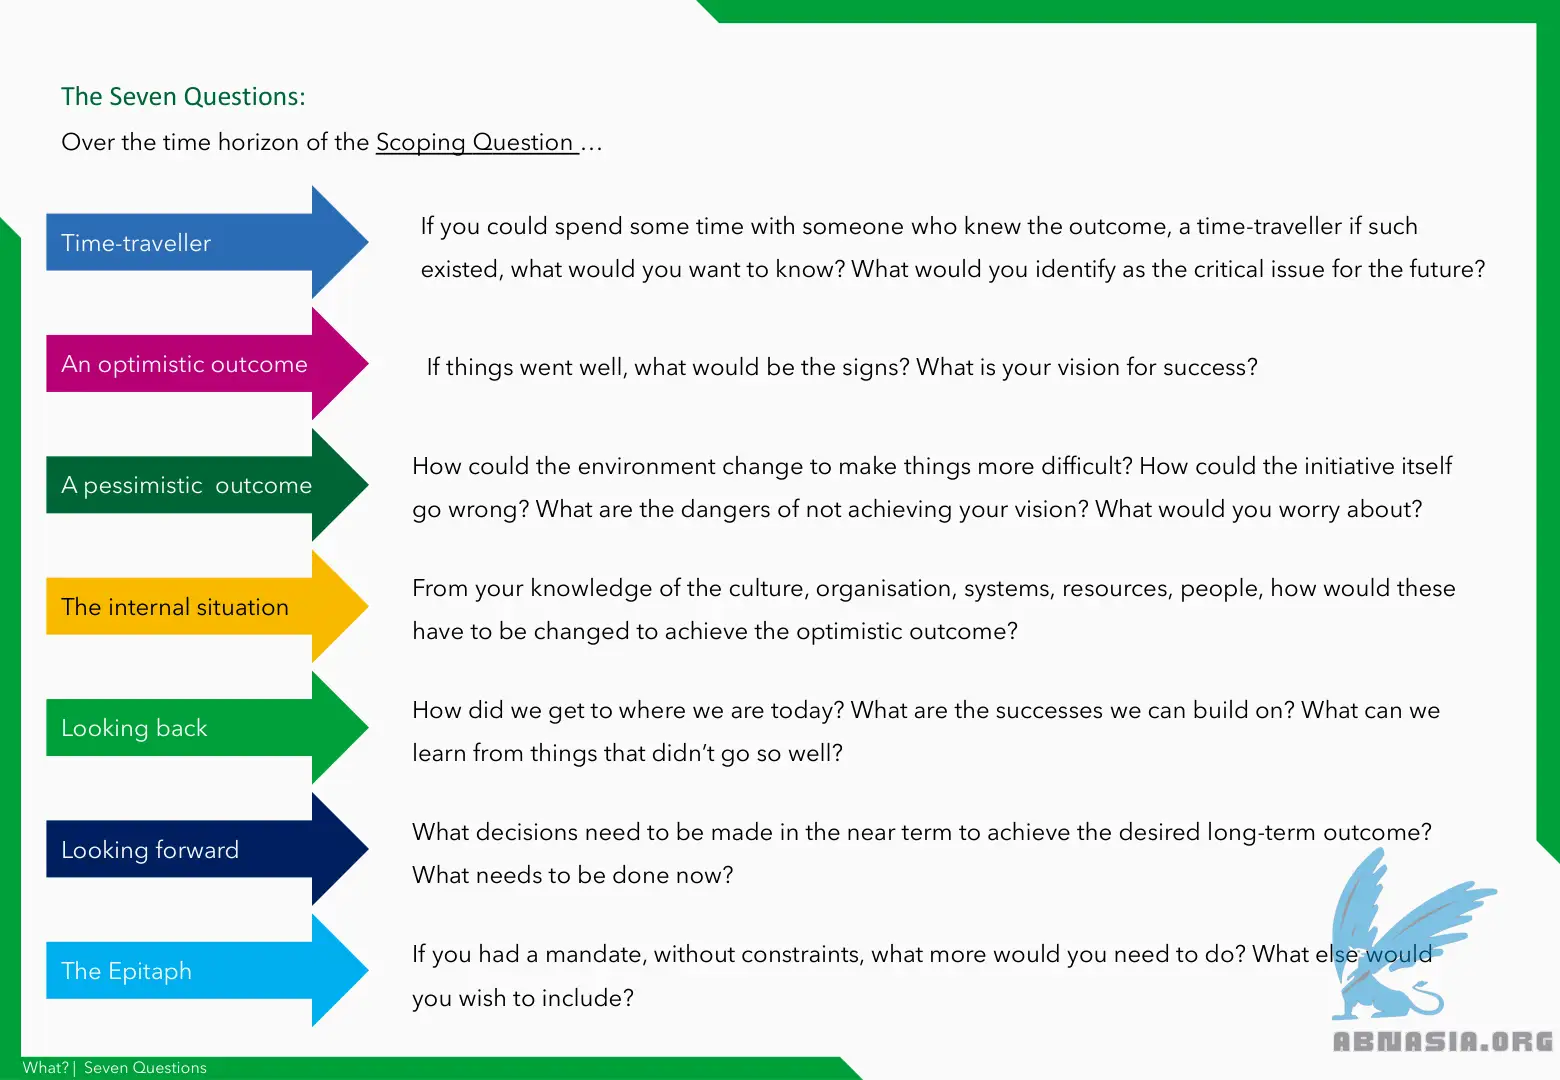 The Seven Questions:
Over the time horizon of the Scoping Question ...
Time-traveller
If you could spend some time with someone who knew the outcome, a time-traveller if such
existed, what would you want to know? What would you identify as the critical issue for the future?
An optimistic outcome
If things went well, what would be the signs? What is your vision for success?
A pessimistic  outcome
How could the environment change to make things more difficult? How could the initiative itself
go wrong? What are the dangers of not achieving your vision? What would you worry about?
The internal situation
From your knowledge of the culture, organisation, systems, resources, people, how would these
have to be changed to achieve the optimistic outcome?
Looking back
How did we get to where we are today? What are the successes we can build on? What can we
learn from things that didn’t go so well?
Looking forward
What decisions need to be made in the near term to achieve the desired long-term outcome?
What needs to be done now?
The Epitaph
If you had a mandate, without constraints, what more would you need to do? What else would
you wish to include?
ABNASIA.ORG
What? | Seven Questions